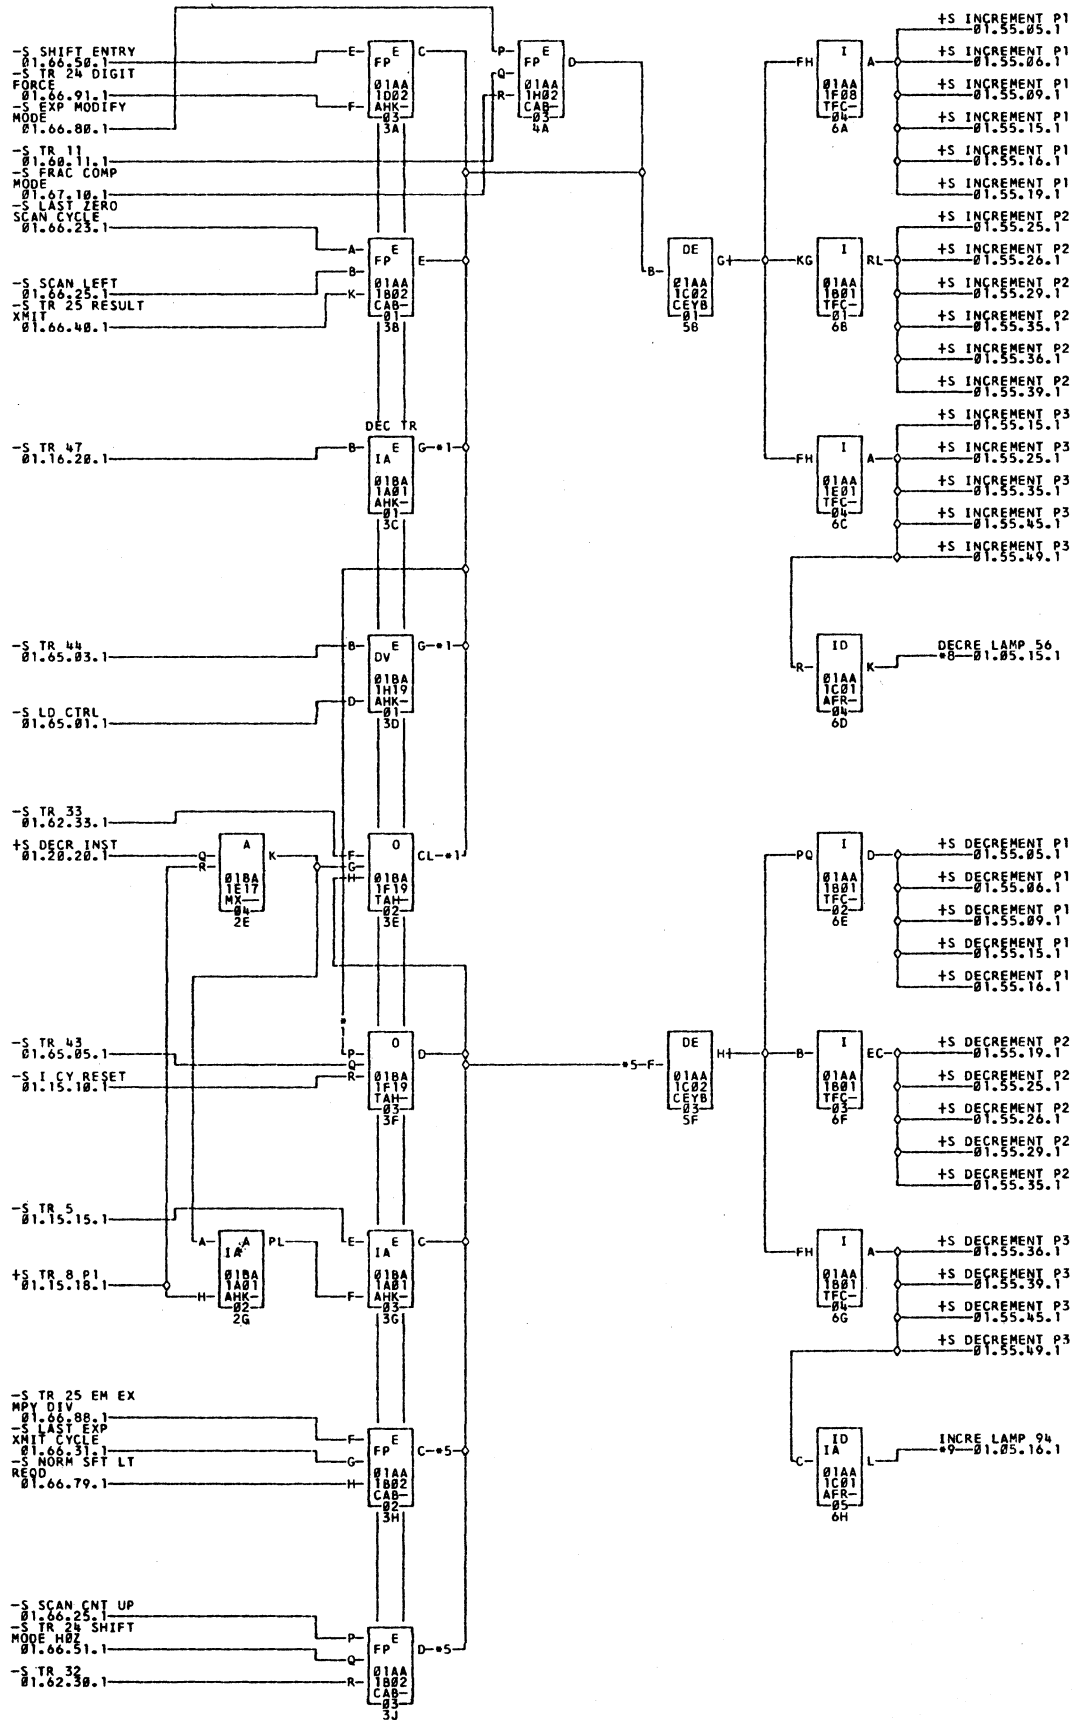 -S SHIFT ENTRY
01.66.50.1
-S TR 24 DIGIT
FORCE
01.66.91.1
-S EXP MODIFY
MODE
01.66.80.1
-S TR 11
01.60.11.1
-S FRAC COMP
MODE
01.67.10.1
-S LAST ZERO
SCAN CYCLE
01.66.23.1
-S SCAN LEFT
01.66.25.1
-S TR 25 RESULT
XMIT
01.66.40.1
-S TR 47
01.16.20.1
-S TR 44
01.65.03.1
-S LD CTRL
01.65.01.1
-S TR 33
01.62.33.1
+S DECR INST
01.20.20.1
-S TR 43
01.65.05.1
-S I CY RESET
01.15.10.1
-S TR 5
01.15.15.1
+S TR 8 P1
01.15.18.1
-S TR 25 EM EX
MPY DIV
01.66.88.1
-S LAST EXP
XMIT CYCLE
01.66.31.1
-S NORM SFT LT
REQD
01.66.79.1
-S SCAN CNT UP
01.66.25.1
-S TR 24 SHIFT
MODE H0Z
01.66.51.1
-S TR 32
01.62.30.1
Q A K
R
01BA
1E17
MX—
04
2E
A IA A PL
H
01BA
1A01
AHK-
02
2G
E E C
FP
F
01AA
1D02
AHK-
03
3A
A E E
B FP
K
01AA
1B02
CAB-
01
3B
DEC TR
B E G *1
IA
01BA
1A01
AHK-
01
3C
B E G *1
DV
D
01BA
1H19
AHK-
01
3D
F O CL *1
G
H
01BA
1F19
TAH-
02
3E
*
1
P O D
Q
R
01BA
1F19
TAH-
03
3F
E E C
IA
F
01BA
1A01
AHK-
03
3G
F E C *5
G FP
H
01AA
1B02
CAB-
02
3H
P E D *5
Q FP
R
01AA
1B02
CAB-
03
3J
P E D
Q FP
R
01AA
1H02
CAB-
03
4A
B DE G+
01AA
1C02
CEYB
01
5B
*5 F DE H+
01AA
1C02
CEYB
03
5F
FH I A
01AA
1F08
TFC-
04
6A
KG I RL
01AA
1B01
TFC-
01
6B
FH I A
01AA
1E01
TFC-
04
6C
R ID K
01AA
1C01
AFR-
04
6D
PQ I D
01AA
1B01
TFC-
02
6E
B I EC
01AA
1B01
TFC-
03
6F
FH I A
01AA
1B01
TFC-
04
6G
C ID L
IA
01AA
1C01
AFR-
05
6H
+S INCREMENT P1
01.55.05.1
+S INCREMENT P1
01.55.06.1
+S INCREMENT P1
01.55.09.1
+S INCREMENT P1
01.55.15.1
+S INCREMENT P1
01.55.16.1
+S INCREMENT P1
01.55.19.1
+S INCREMENT P2
01.55.25.1
+S INCREMENT P2
01.55.26.1
+S INCREMENT P2
01.55.29.1
+S INCREMENT P2
01.55.35.1
+S INCREMENT P2
01.55.36.1
+S INCREMENT P2
01.55.39.1
+S INCREMENT P3
01.55.15.1
+S INCREMENT P3
01.55.25.1
+S INCREMENT P3
01.55.35.1
+S INCREMENT P3
01.55.45.1
+S INCREMENT P3
01.55.49.1
DECRE LAMP 56
*8 01.05.15.1
+S DECREMENT P1
01.55.05.1
+S DECREMENT P1
01.55.06.1
+S DECREMENT P1
01.55.09.1
+S DECREMENT P1
01.55.15.1
+S DECREMENT P1
01.55.16.1
+S DECREMENT P2
01.55.19.1
+S DECREMENT P2
01.55.25.1
+S DECREMENT P2
01.55.26.1
+S DECREMENT P2
01.55.29.1
+S DECREMENT P2
01.55.35.1
+S DECREMENT P3
01.55.36.1
+S DECREMENT P3
01.55.39.1
+S DECREMENT P3
01.55.45.1
+S DECREMENT P3
01.55.49.1
INCRE LAMP 94
*9 01.05.16.1